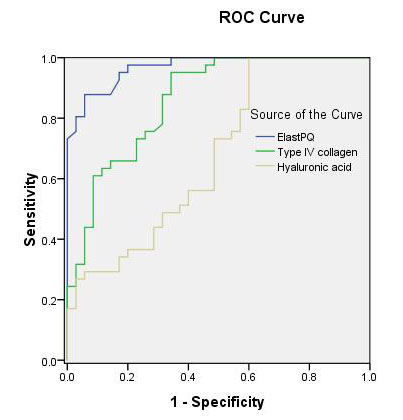 ROC Curve
1.0
0.8
0.6
0.4
0.2
0.0
Sensitivity
Source of the Curve
ElastPQ
Type IV collagen
Hyaluronic acid
0.0 0.2 0.4 0.6 0.8 1.0
1 - Specificity